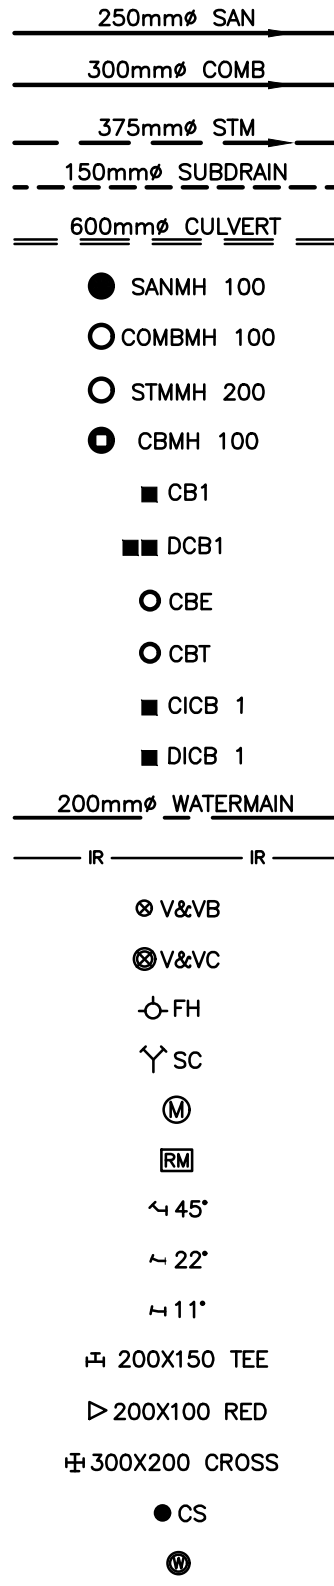 250mmø SAN
300mmø COMB
375mmø STM
150mmø SUBDRAIN
600mmø CULVERT
SANMH 100
COMBMH 100
STMMH 200
CBMH 100
CB1
DCB1
CBE
CBT
CICB 1
DICB 1
200mmø WATERMAIN
IR IR
V&VB
V&VC
FH
SC
M
RM
45°
22°
11°
200X150 TEE
200X100 RED
300X200 CROSS
CS
W